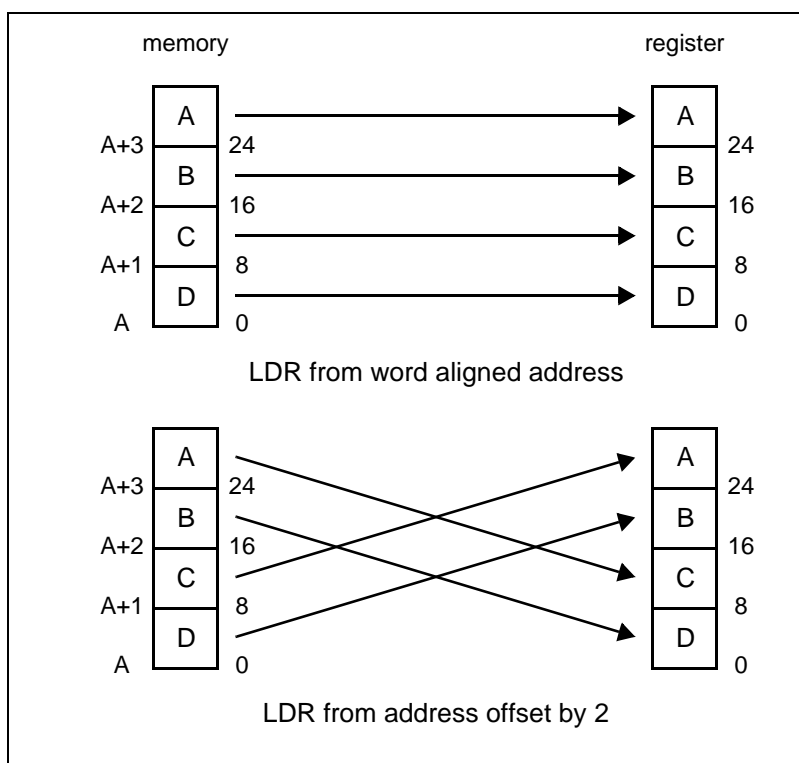 memory register
A A
A+3 24 24
B B
A+2 16 16
C C
A+1 8 8
D D
A 0 0
LDR from word aligned address
A A
A+3 24 24
B B
A+2 16 16
C C
A+1 8 8
D D
A 0 0
LDR from address offset by 2